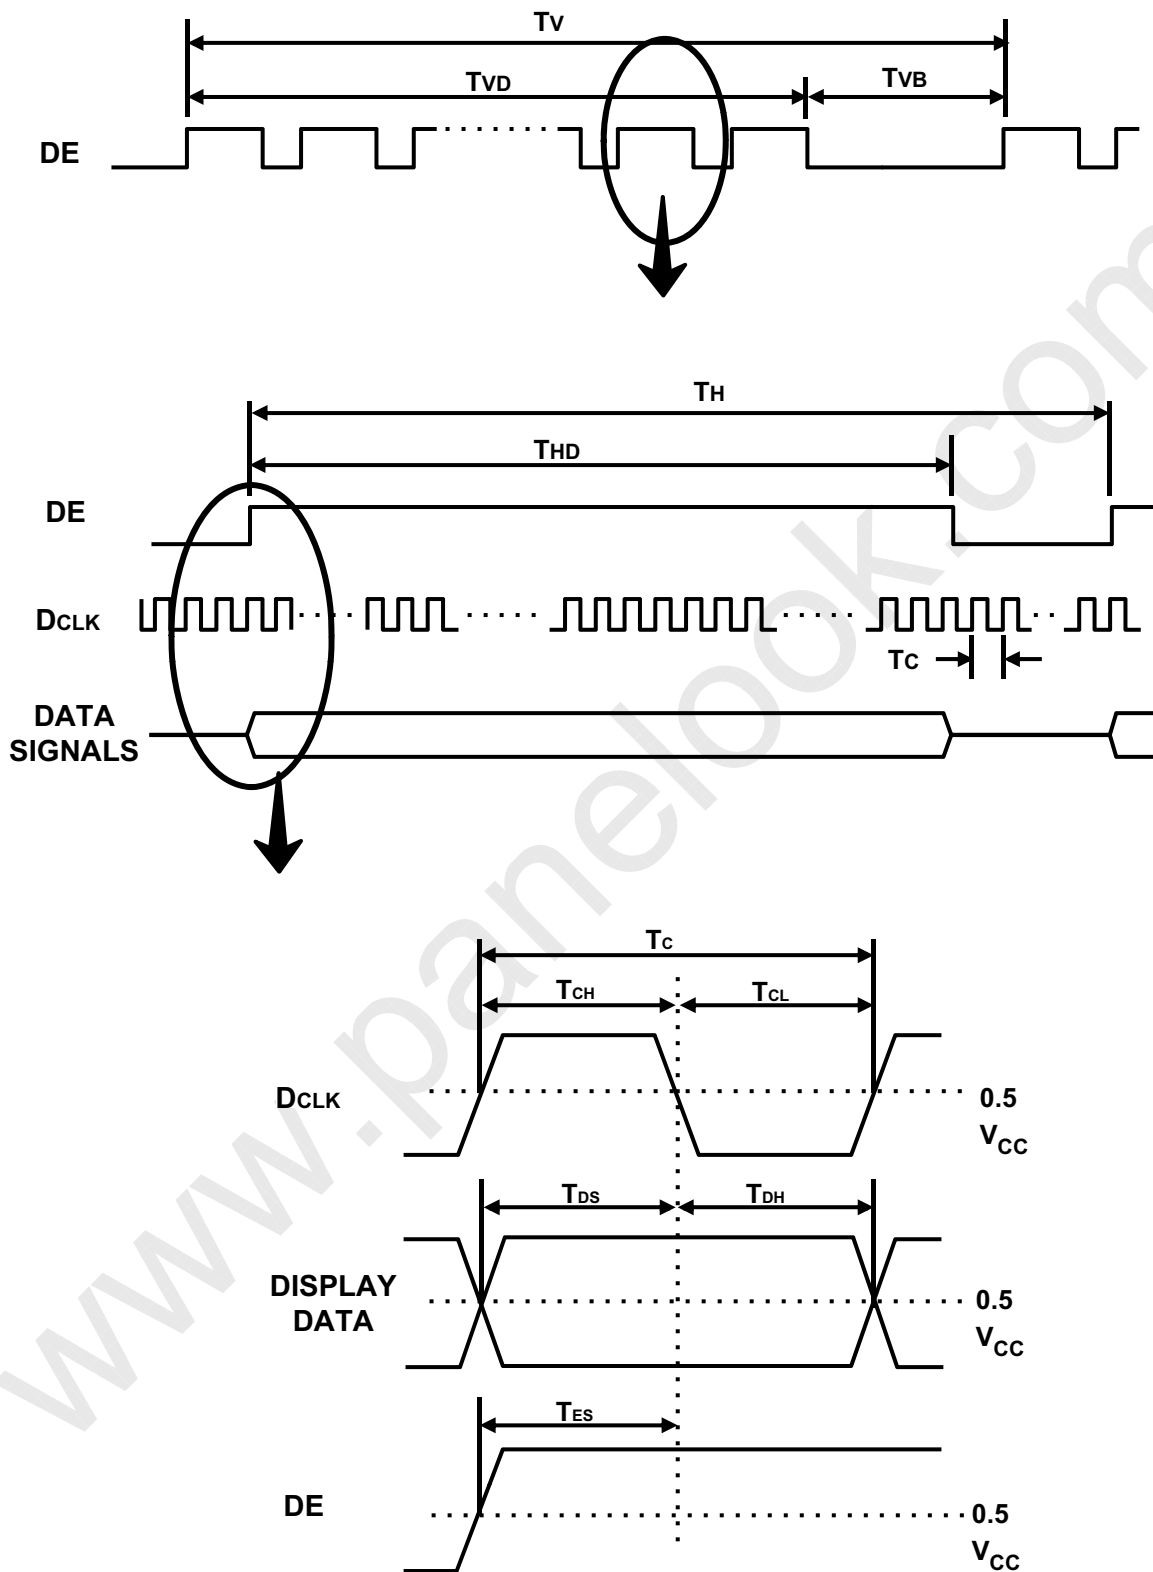 TV
TVD
TVB
DE
TH
THD
DE
DCLK
TC
DATA
SIGNALS
TC
TCH
TCL
DCLK
0.5
VCC
TDS
TDH
DISPLAY
DATA
0.5
VCC
TES
DE
0.5
VCC
www.panelook.com